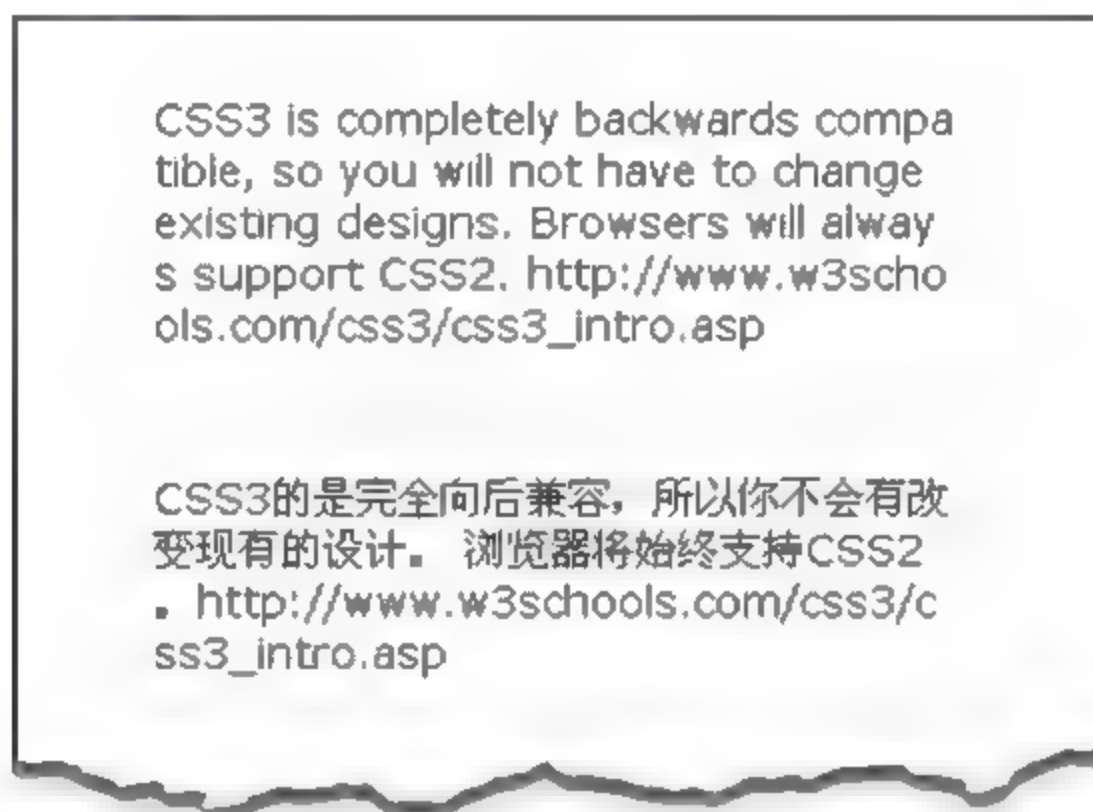 CSS3 is completely backwards compa
tible, so you will not have to change
existing designs. Browsers will alway
s support CSS2. http://www.w3scho
ols.com/css3/css3_intro.asp
CSS3的是完全向后兼容，所以你不会有改
变现有的设计。 浏览器将始终支持CSS2
。http://www.w3schools.com/css3/c
ss3_intro.asp